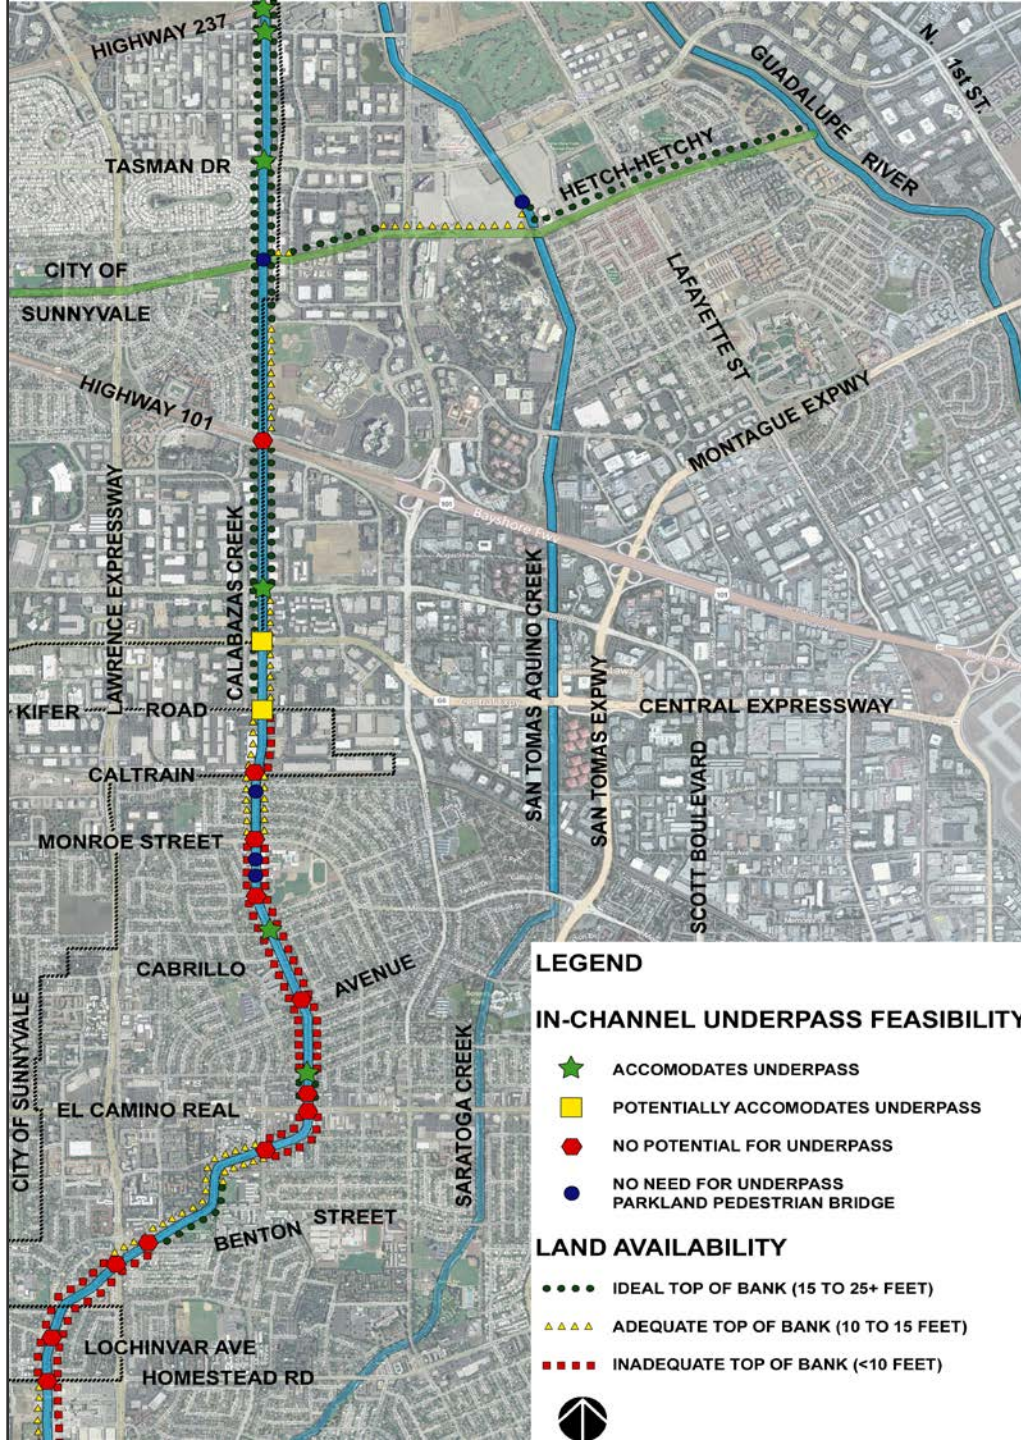 HIGHWAY 237
N. 1st ST.
GUADALUPE
RIVER
TASMAN DR
HETCH-HETCHY
CITY OF
SUNNYVALE
LAFAYETTE ST
HIGHWAY 101
MONTAGUE EXPWY
LAWRENCE EXPRESSWAY
CALABAZAS CREEK
101
Bayshore Fwy
SAN TOMAS AQUINO CREEK
101
SAN TOMAS EXPWY
KIFER
ROAD
G6
CENTRAL EXPRESSWAY
CALTRAIN
SCOTT BOULEVARD
MONROE STREET
CABRILLO
AVENUE
CITY OF SUNNYVALE
SARATOGA CREEK
EL CAMINO REAL
BENTON
STREET
LOCHINVAR AVE
HOMESTEAD RD
LEGEND
IN-CHANNEL UNDERPASS FEASIBILITY
ACCOMODATES UNDERPASS
POTENTIALLY ACCOMODATES UNDERPASS
NO POTENTIAL FOR UNDERPASS
NO NEED FOR UNDERPASS
PARKLAND PEDESTRIAN BRIDGE
LAND AVAILABILITY
IDEAL TOP OF BANK (15 TO 25+ FEET)
ADEQUATE TOP OF BANK (10 TO 15 FEET)
INADEQUATE TOP OF BANK (<10 FEET)